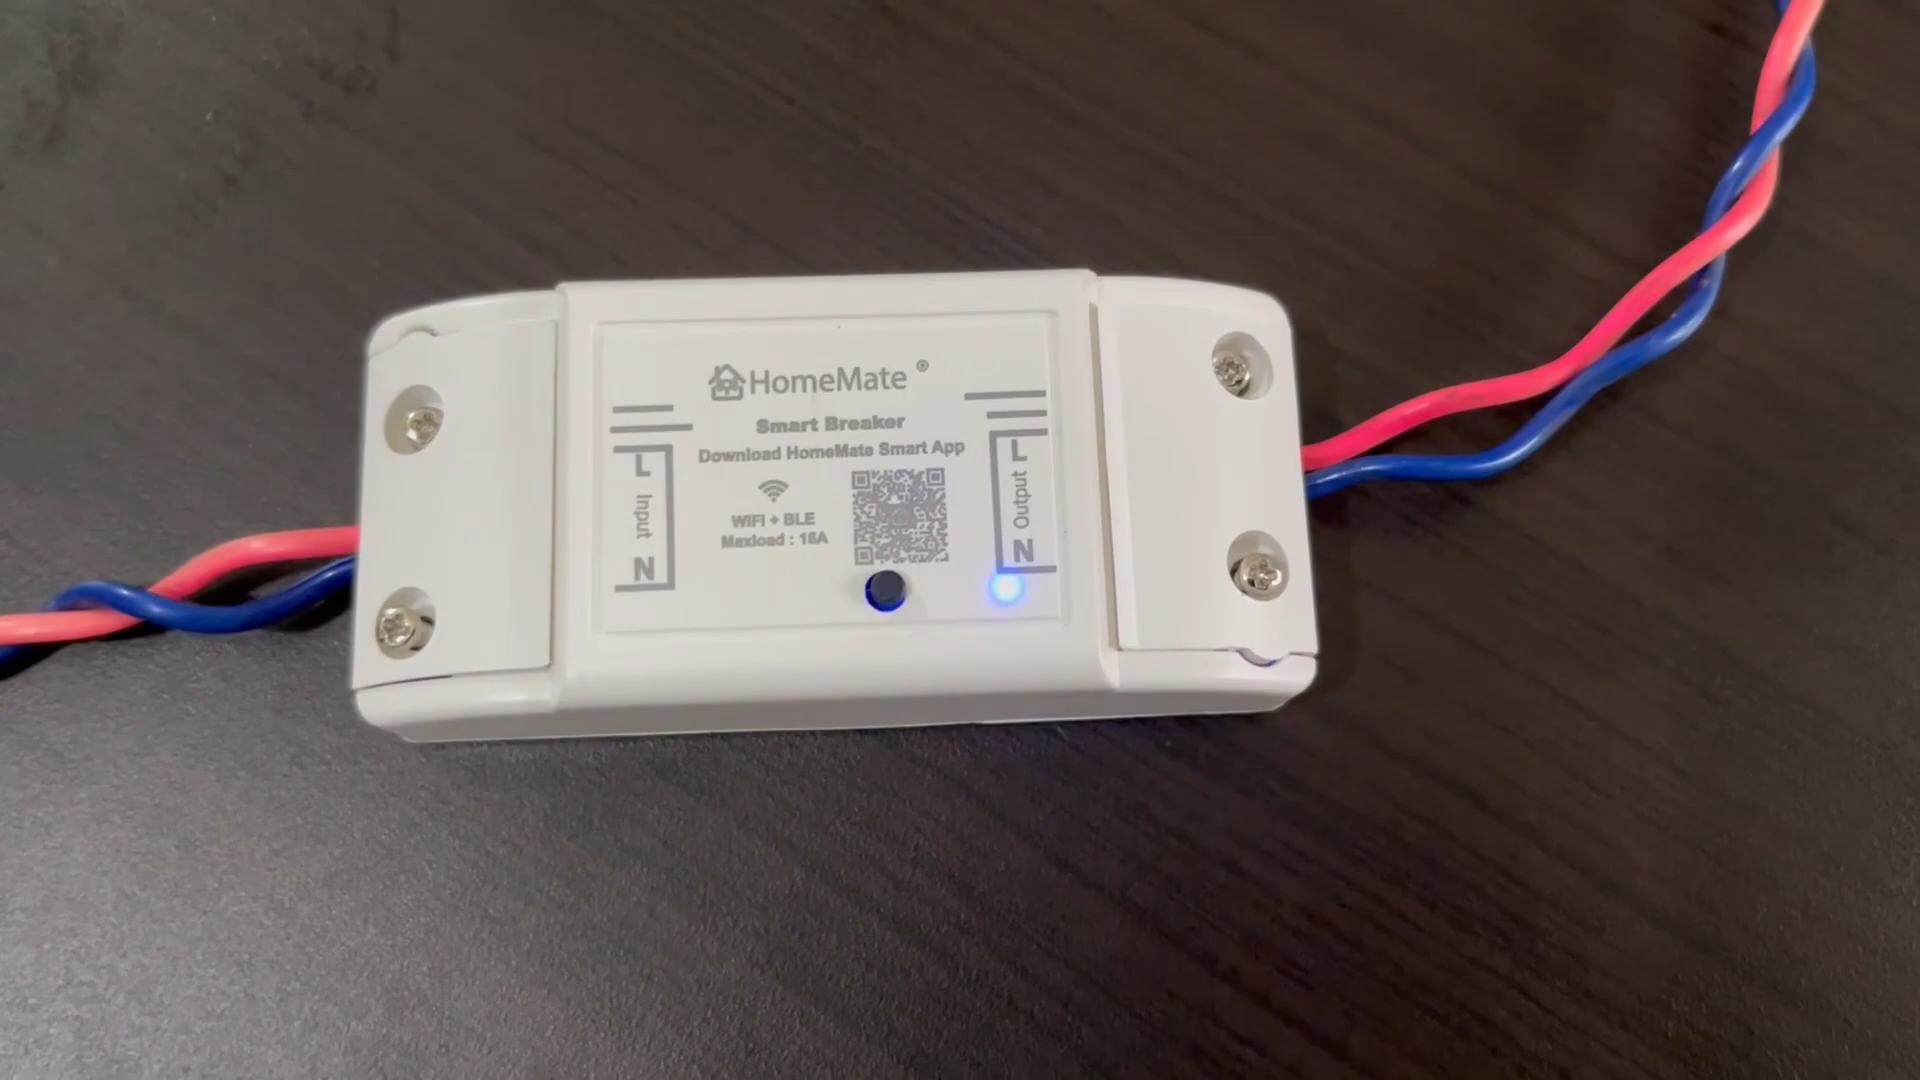 HomeMate ®
Smart Breaker
Download HomeMate Smart App
L Input N
WiFi + BLE
Maxload : 16A
L Output N